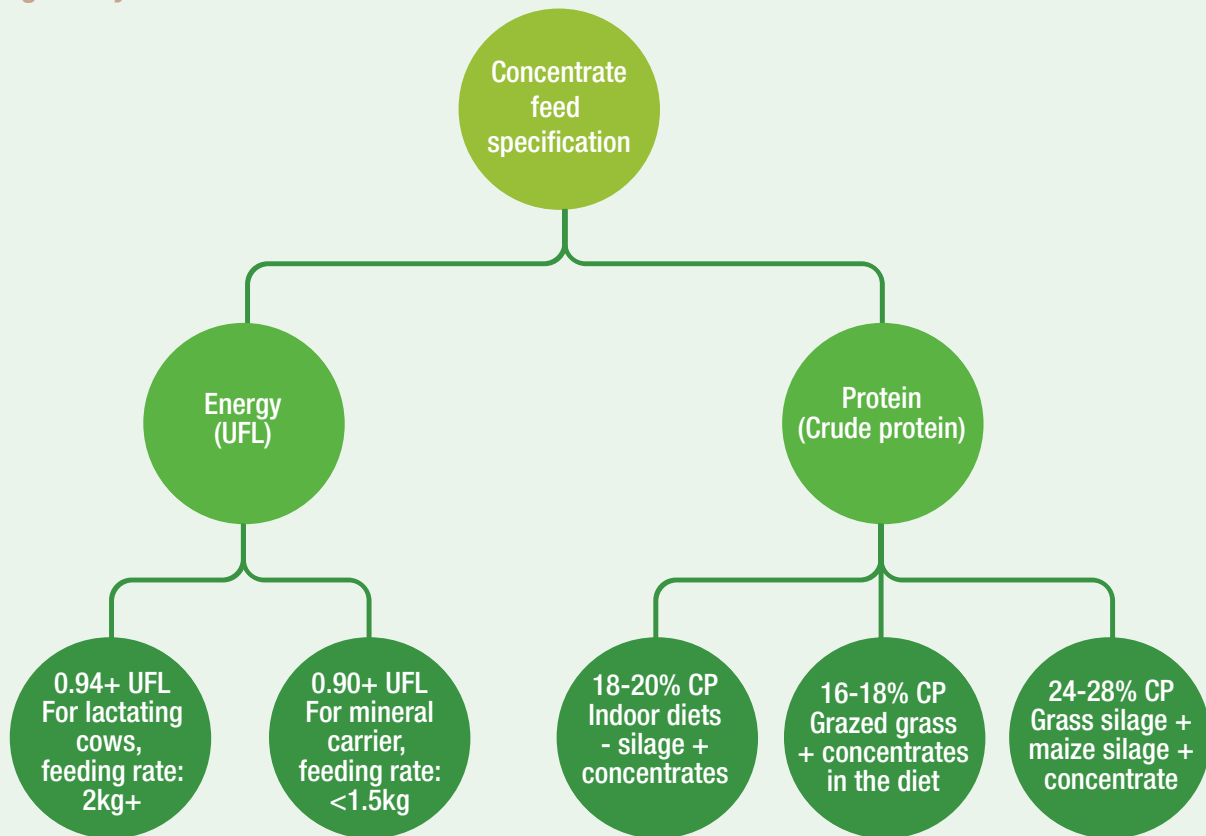 Concentrate
feed
specification
Energy
(UFL)
Protein
(Crude protein)
0.94+ UFL
For lactating
cows,
feeding rate:
2kg+
0.90+ UFL
For mineral
carrier,
feeding rate:
<1.5kg
18-20% CP
Indoor diets
- silage +
concentrates
16-18% CP
Grazed grass
+ concentrates
in the diet
24-28% CP
Grass silage +
maize silage +
concentrate